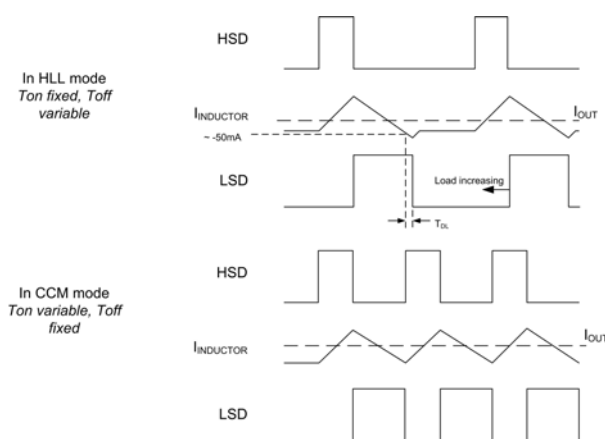 HSD
In HLL mode
Ton fixed, Toff
variable
IINDUCTOR
IOUT
~ -50mA
LSD
Load increasing
TDL
HSD
In CCM mode
Ton variable, Toff
fixed
IINDUCTOR
IOUT
LSD